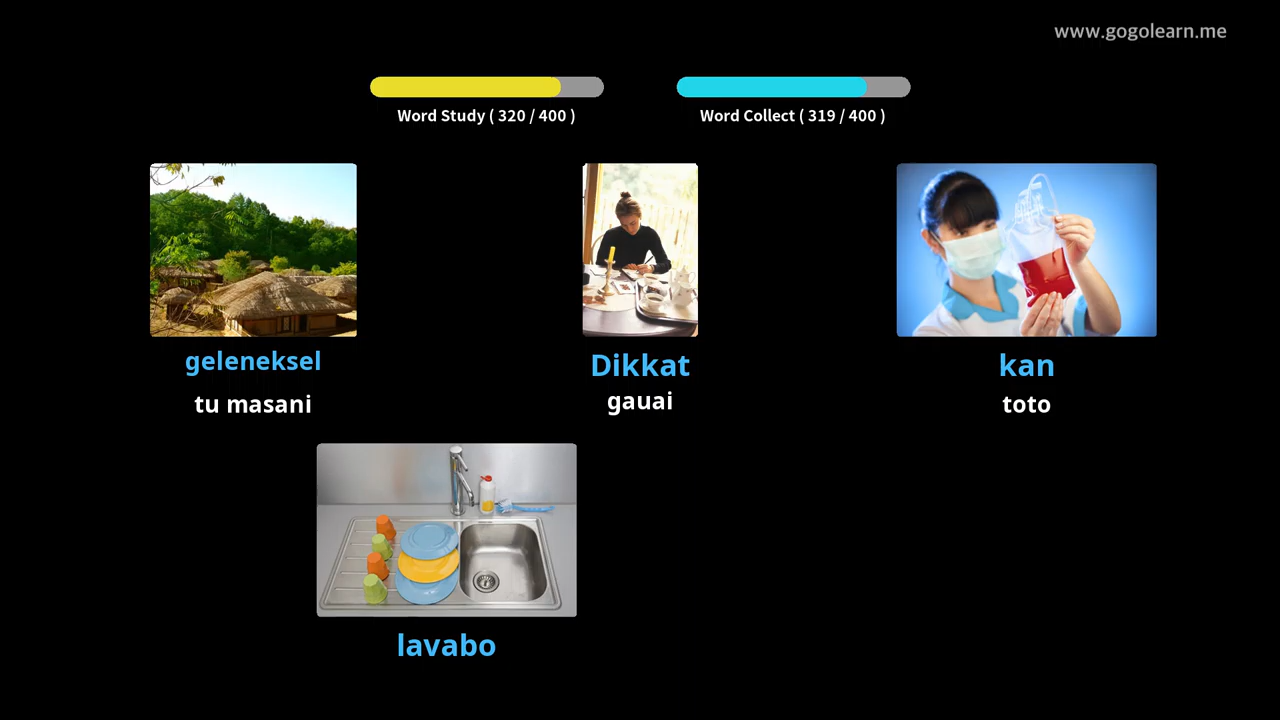 www.gogolearn.me
Word Study ( 320 / 400 )
Word Collect ( 319 / 400 )
geleneksel
tu masani
Dikkat
gauai
kan
toto
lavabo